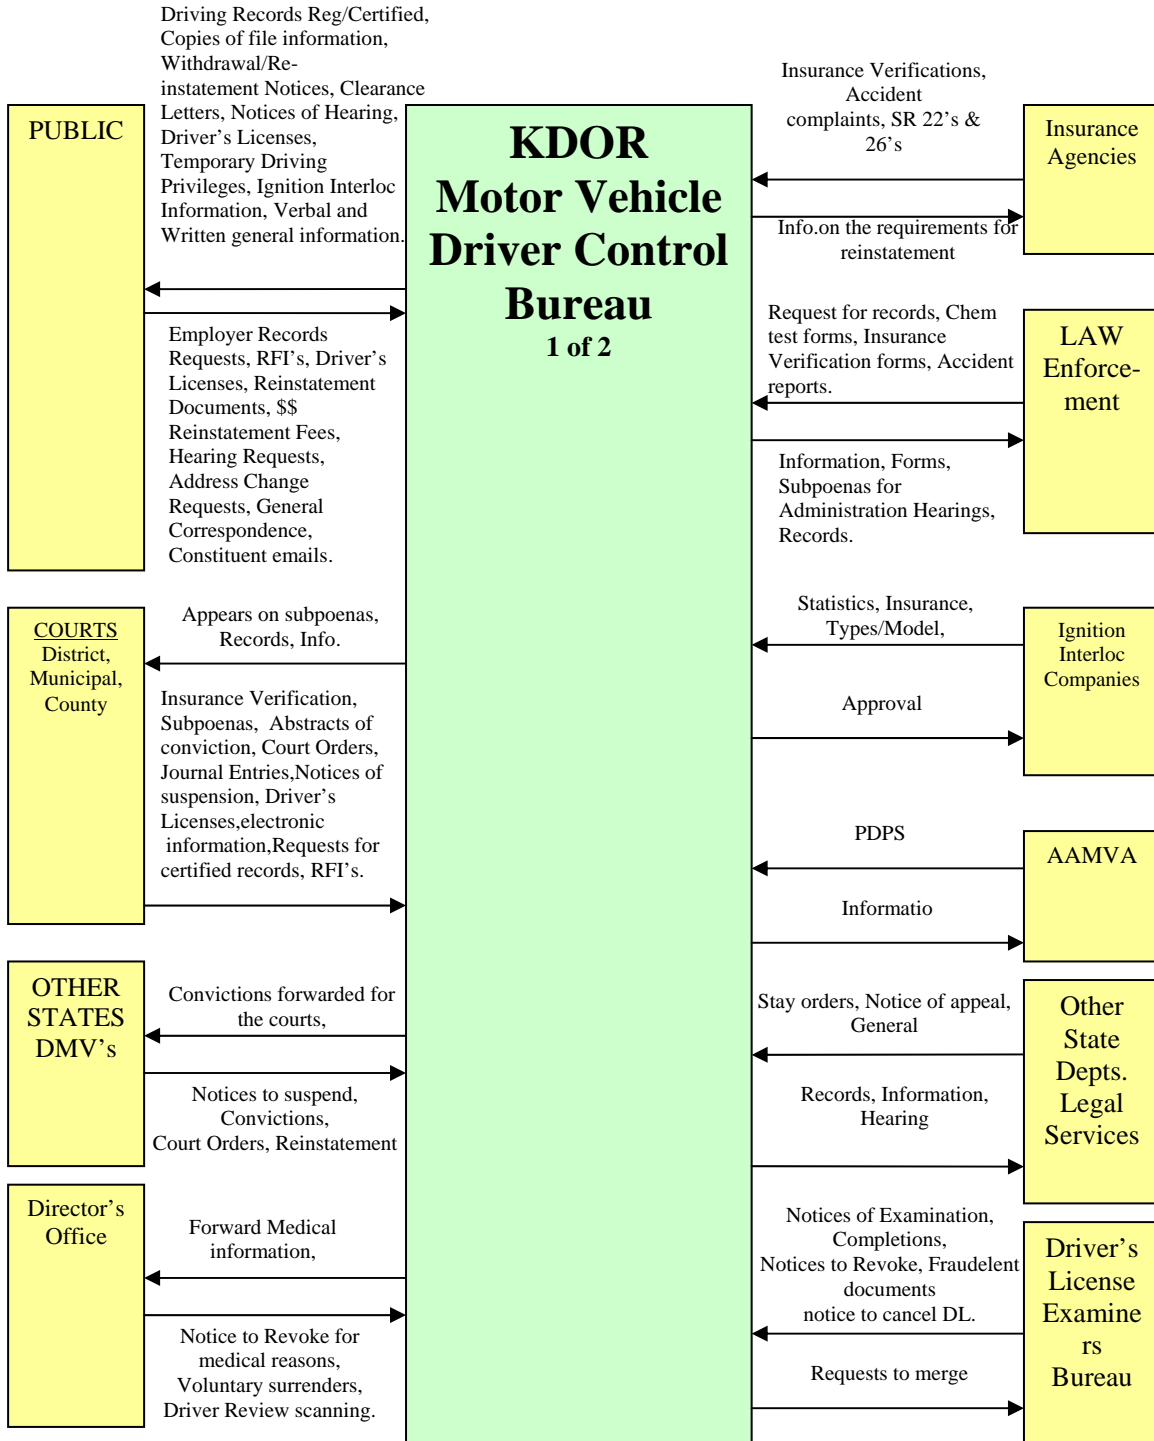 Driving Records Reg/Certified,
Copies of file information,
Withdrawal/Re-
instatement Notices, Clearance
Letters, Notices of Hearing,
Driver’s Licenses,
Temporary Driving
Privileges, Ignition Interloc
Information, Verbal and
Written general information.
PUBLIC
Employer Records
Requests, RFI’s, Driver’s
Licenses, Reinstatement
Documents, $$
Reinstatement Fees,
Hearing Requests,
Address Change
Requests, General
Correspondence,
Constituent emails.
COURTS
District,
Municipal,
County
Appears on subpoenas,
Records, Info.
Insurance Verification,
Subpoenas, Abstracts of
conviction, Court Orders,
Journal Entries,Notices of
suspension, Driver’s
Licenses,electronic
information,Requests for
certified records, RFI’s.
OTHER
STATES
DMV’s
Convictions forwarded for
the courts,
Notices to suspend,
Convictions,
Court Orders, Reinstatement
Director’s
Office
Forward Medical
information,
Notice to Revoke for
medical reasons,
Voluntary surrenders,
Driver Review scanning.
KDOR
Motor Vehicle
Driver Control
Bureau
1 of 2
Insurance Verifications,
Accident
complaints, SR 22’s &
26’s
Insurance
Agencies
Info.on the requirements for
reinstatement
Request for records, Chem
test forms, Insurance
Verification forms, Accident
reports.
LAW
Enforce-
ment
Information, Forms,
Subpoenas for
Administration Hearings,
Records.
Statistics, Insurance,
Types/Model,
Ignition
Interloc
Companies
Approval
PDPS
AAMVA
Informatio
Stay orders, Notice of appeal,
General
Other
State
Depts.
Legal
Services
Records, Information,
Hearing
Notices of Examination,
Completions,
Notices to Revoke, Fraudelent
documents
notice to cancel DL.
Driver’s
License
Examine
rs
Bureau
Requests to merge